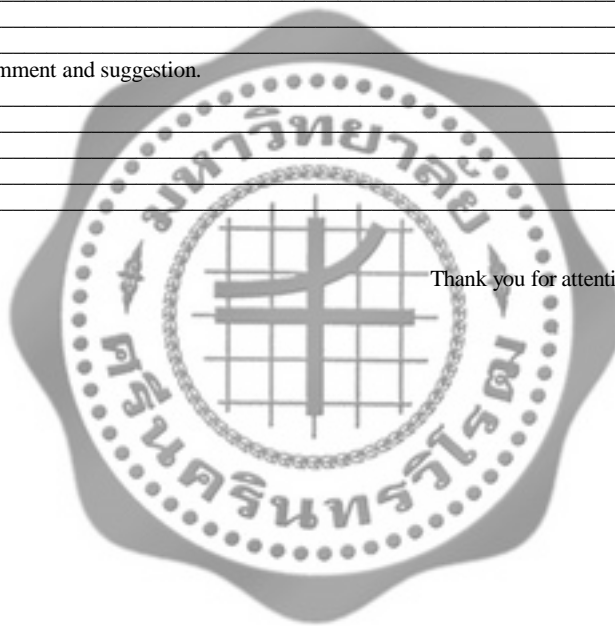 mment and suggestion.
มหาวิทยาลัย
Thank you for attenti
ศรีนครินทรวิโรฒ